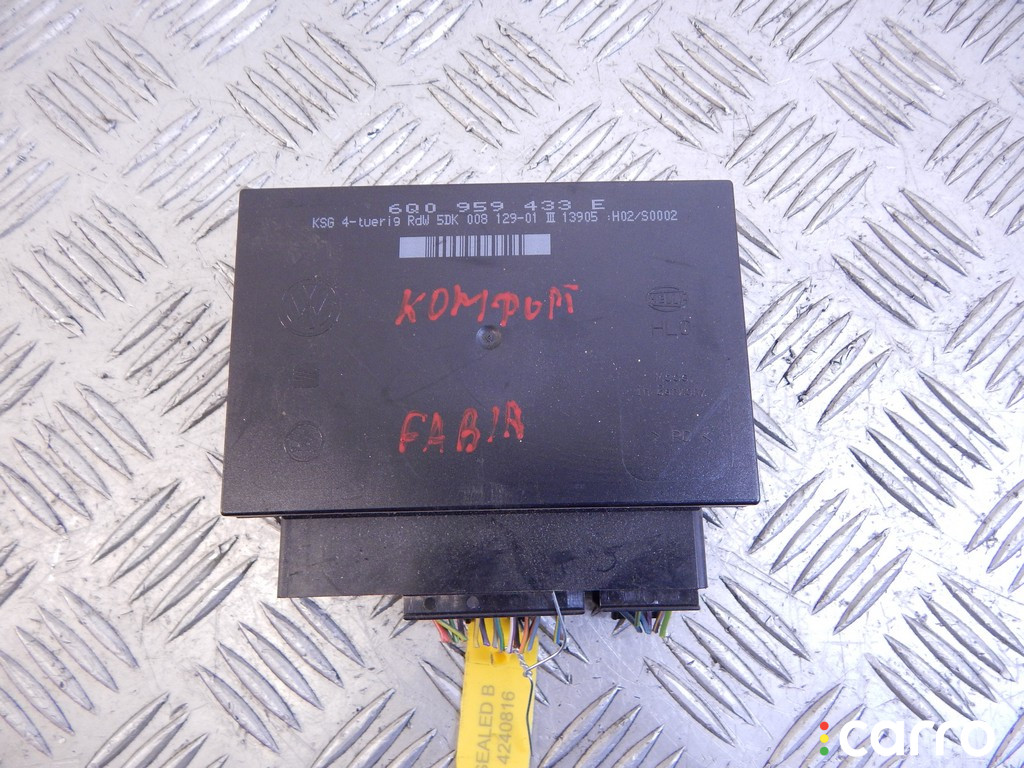 6Q0 959 433 E
KSG 4-tueri9 RdW 5DK 008 129-01 III 13905 :H02/S0002
КОМФОРТ
FABIA
SEALED B
4240816
carro